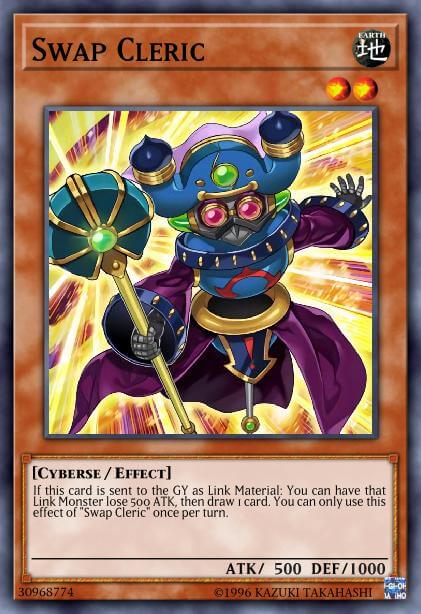 Swap Cleric
EARTH
地
[Cyberse / Effect]
If this card is sent to the GY as Link Material: You can have that
Link Monster lose 500 ATK, then draw 1 card. You can only use this
effect of "Swap Cleric" once per turn.
ATK/ 500 DEF/1000
30968774
©1996 KAZUKI TAKAHASHI